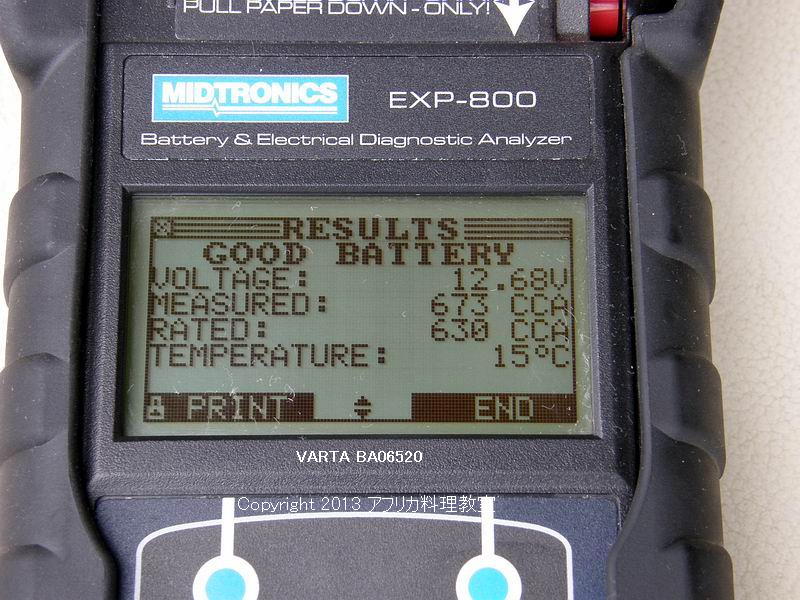 PULL PAPER DOWN - ONLY!
MIDTRONICS
EXP-800
Battery & Electrical Diagnostic Analyzer
RESULTS
GOOD BATTERY
VOLTAGE: 12.68V
MEASURED: 673 CCA
RATED: 630 CCA
TEMPERATURE: 15°C
PRINT END
VARTA BA06520
Copyright 2013 アフリカ料理教室